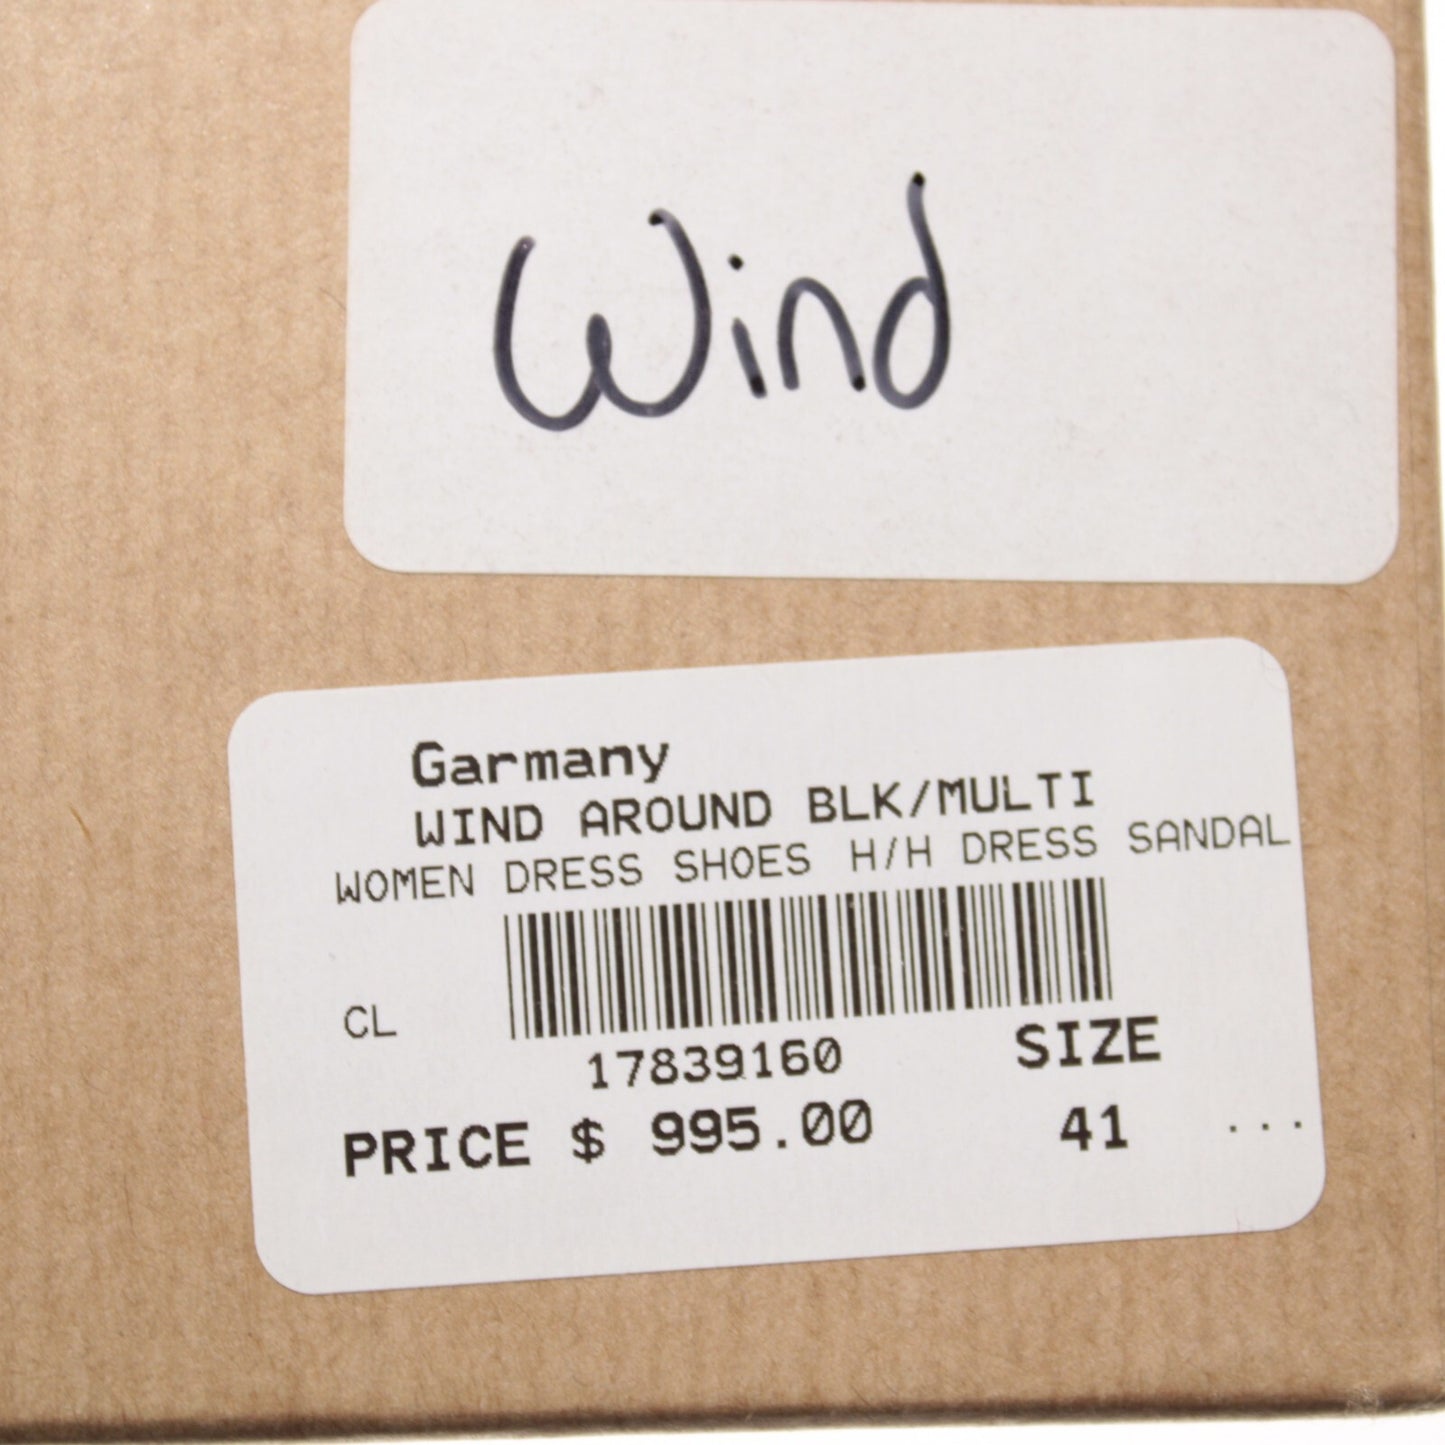 Wind
Garmany
WIND AROUND BLK/MULTI
WOMEN DRESS SHOES H/H DRESS SANDAL
CL
17839160 SIZE
PRICE $ 995.00 41 ...